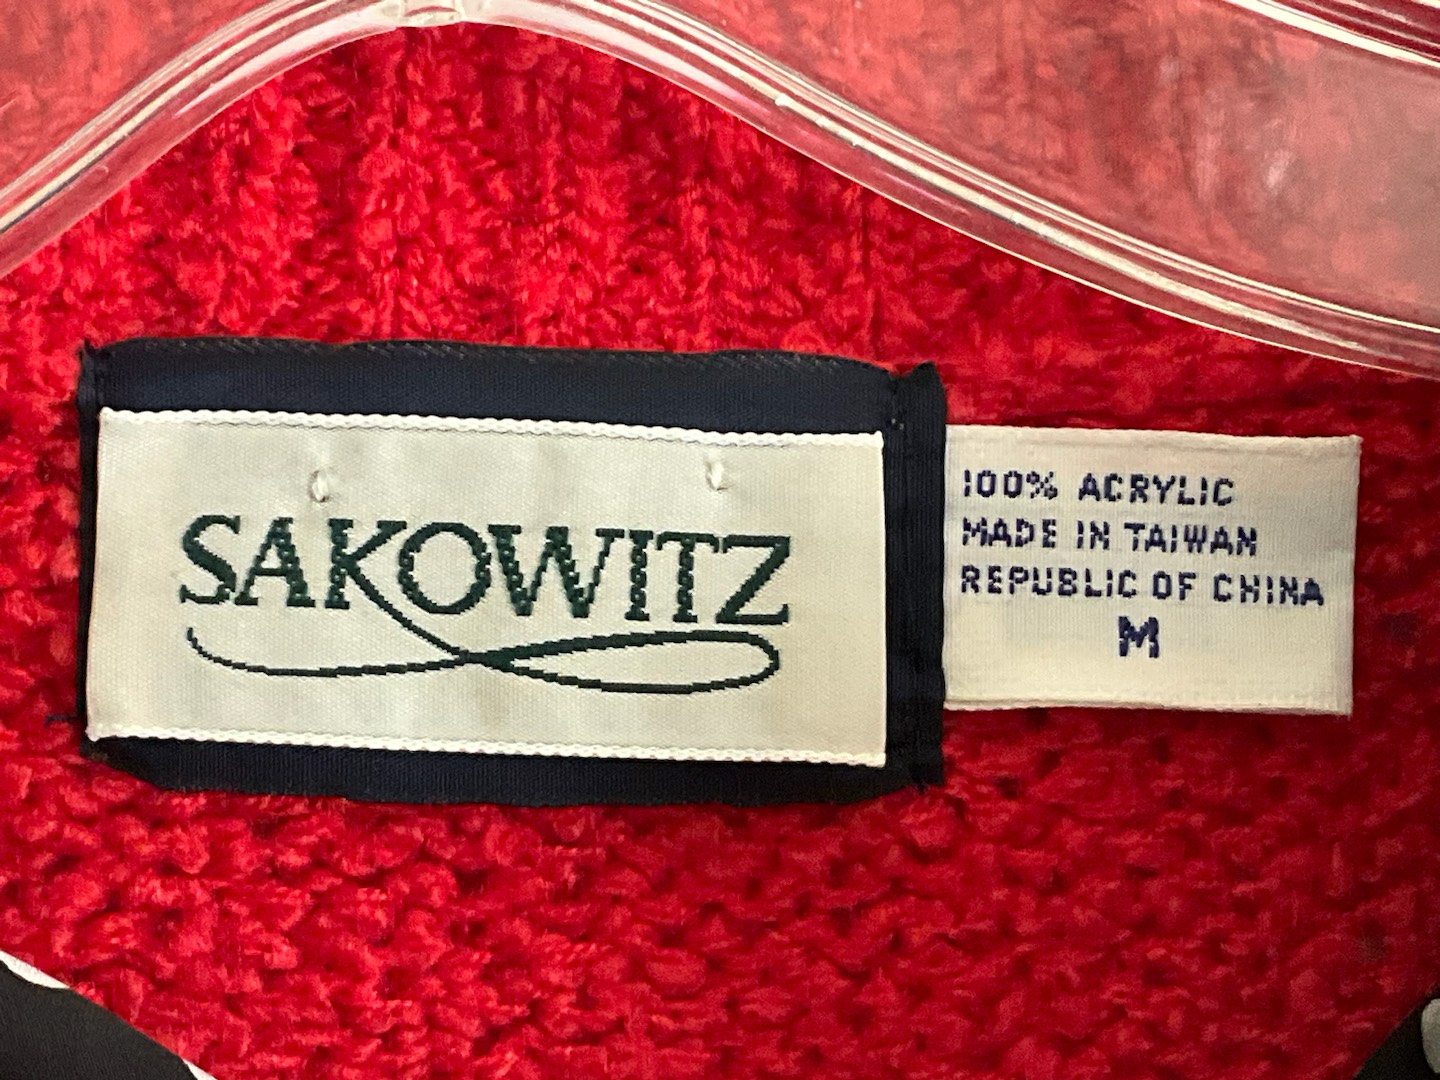 SAKOWITZ
100% ACRYLIC
MADE IN TAIWAN
REPUBLIC OF CHINA
M